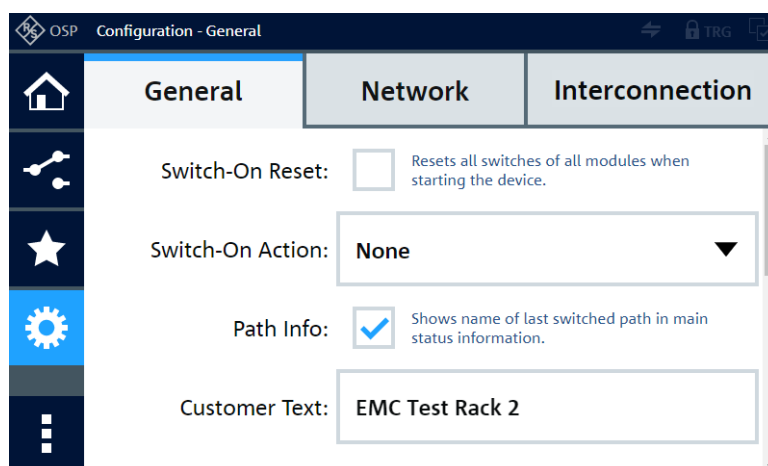 R&S OSP Configuration - General TRG
General Network Interconnection
Switch-On Reset: Resets all switches of all modules when
starting the device.
Switch-On Action: None
Path Info: Shows name of last switched path in main
status information.
Customer Text: EMC Test Rack 2